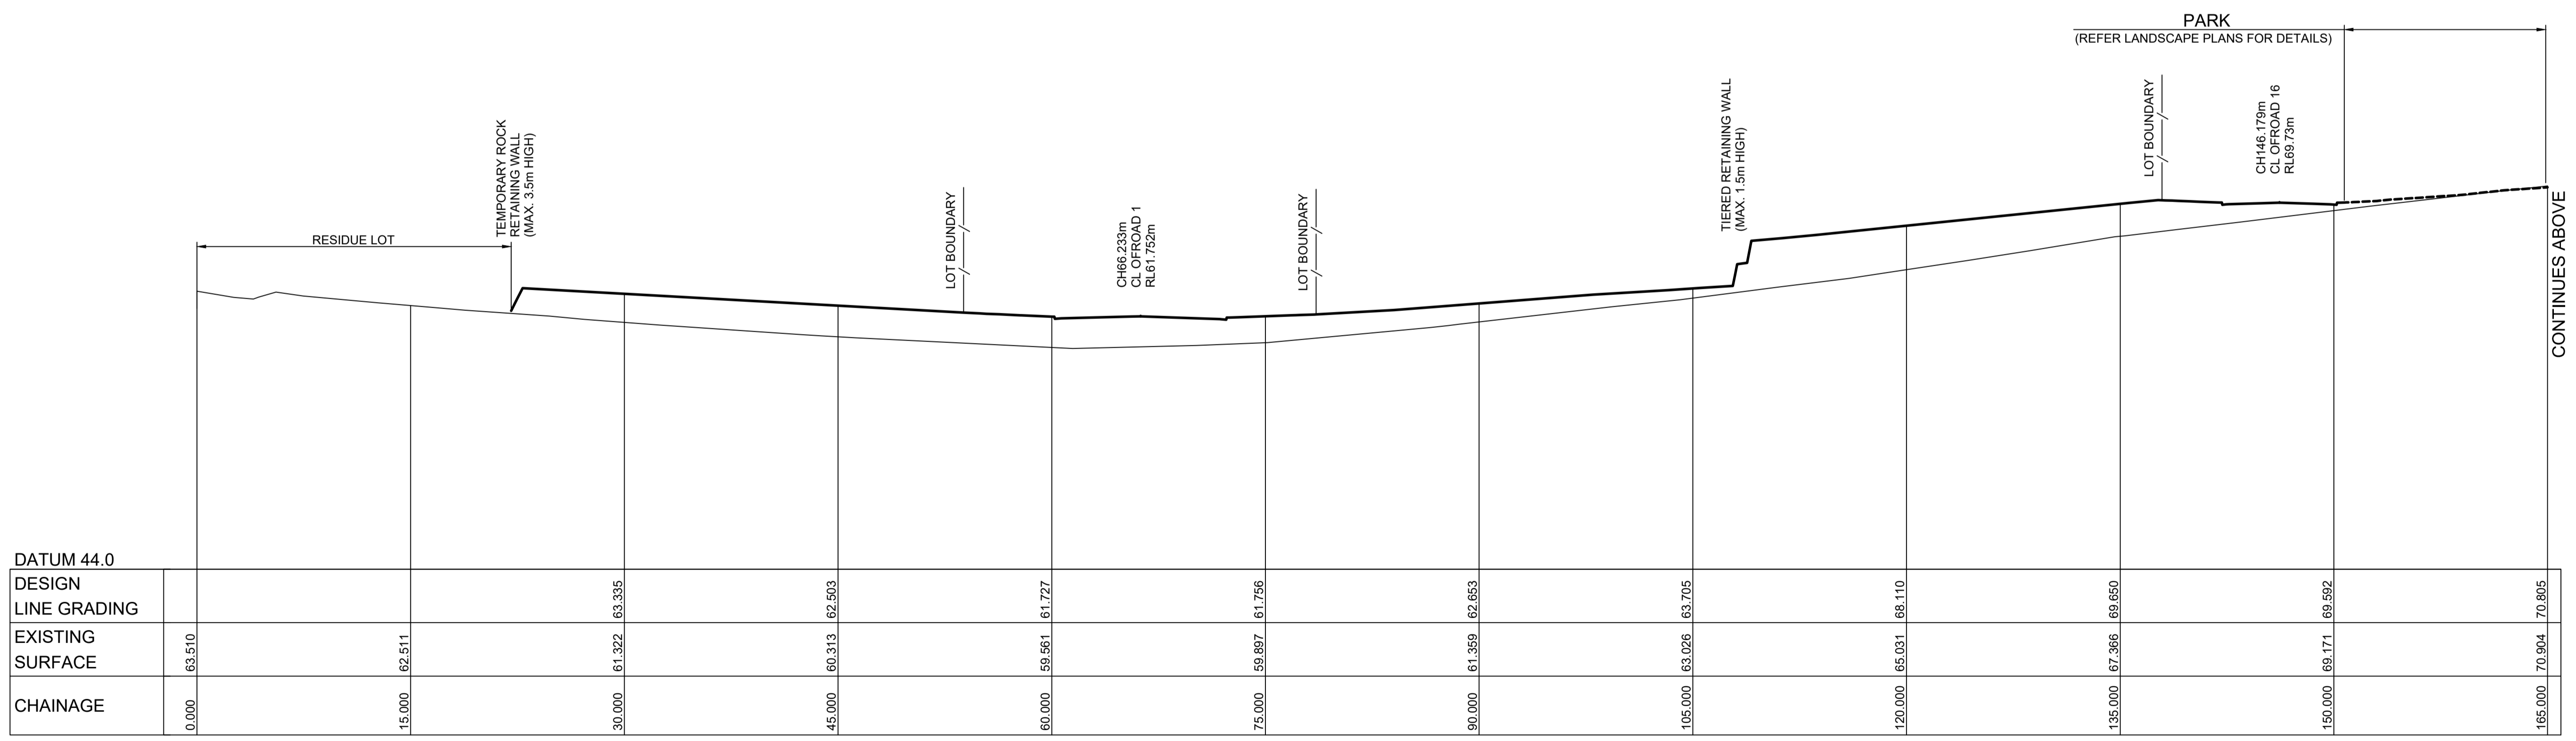 PARK
(REFER LANDSCAPE PLANS FOR DETAILS)
RESIDUE LOT
TEMPORARY ROCK
RETAINING WALL
(MAX. 3.5m HIGH)
LOT BOUNDARY
CH66.233m
CL OFROAD 1
RL61.752m
LOT BOUNDARY
TIERED RETAINING WALL
(MAX. 1.5m HIGH)
LOT BOUNDARY
CH146.179m
CL OFROAD 16
RL69.73m
CONTINUES ABOVE
DATUM 44.0
DESIGN
LINE GRADING
63.335 62.503 61.727 61.756 62.653 63.705 68.110 69.650 69.592 70.805
EXISTING
SURFACE
63.510 62.511 61.322 60.313 59.561 59.897 61.359 63.026 65.031 67.366 69.171 70.904
CHAINAGE
0.000 15.000 30.000 45.000 60.000 75.000 90.000 105.000 120.000 135.000 150.000 165.000